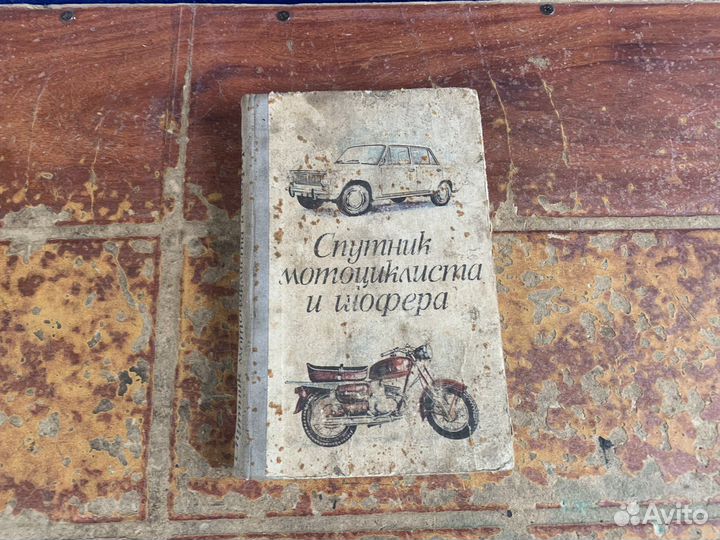 Спутник
мотоциклиста
и шофера
Avito